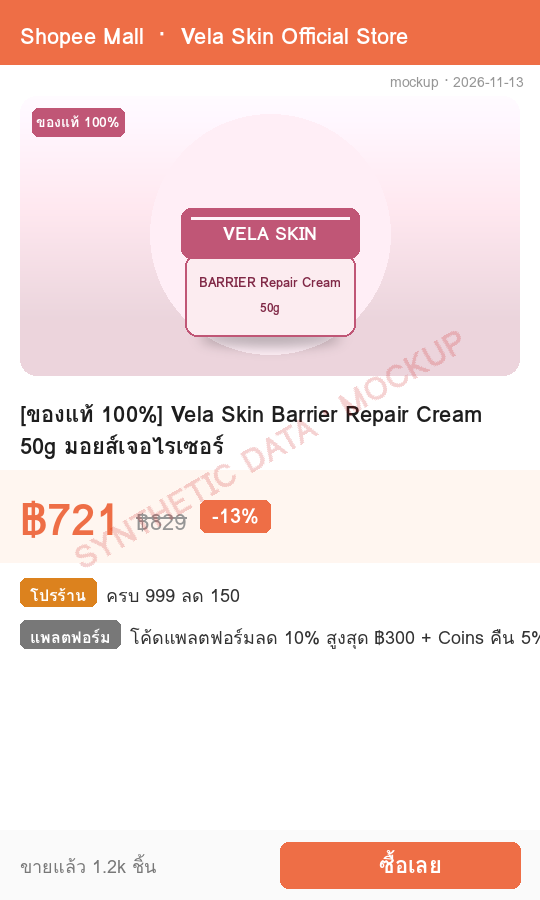 Shopee Mall · Vela Skin Official Store
mockup · 2026-11-13
ของแท้ 100%
VELA SKIN
BARRIER Repair Cream
50g
[ของแท้ 100%] Vela Skin Barrier Repair Cream
50g มอยส์เจอไรเซอร์
฿721 ฿829 -13%
SYNTHETIC DATA · MOCKUP
โปรร้าน ครบ 999 ลด 150
แพลตฟอร์ม โค้ดแพลตฟอร์มลด 10% สูงสุด ฿300 + Coins คืน 5%
ขายแล้ว 1.2k ชิ้น
ซื้อเลย